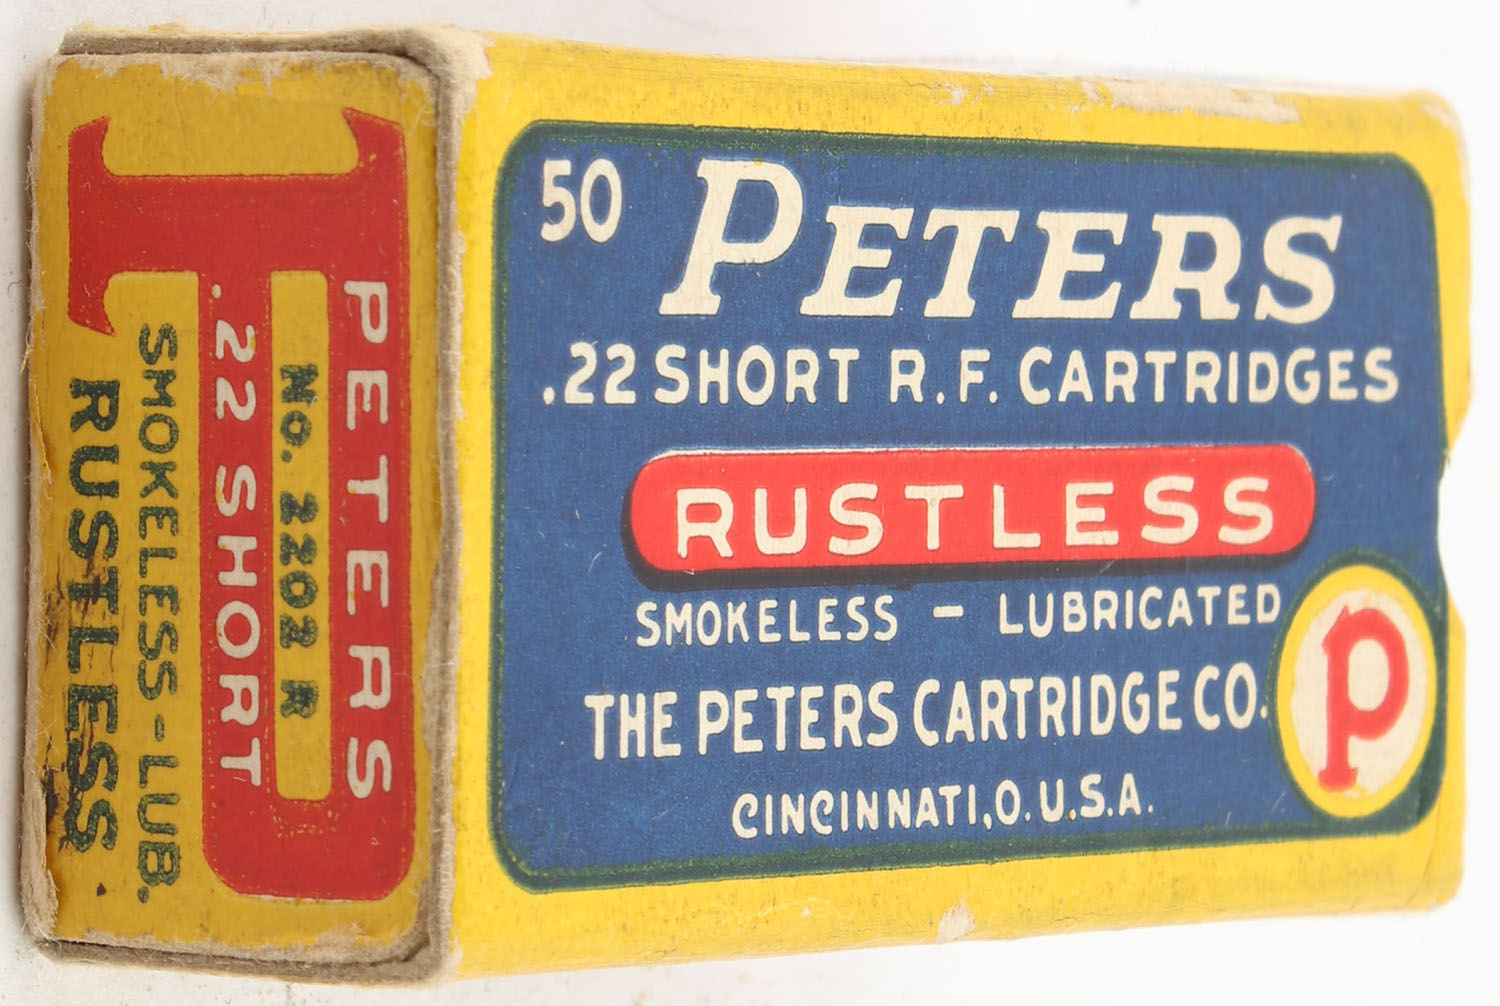 50
PETERS
.22 SHORT R.F. CARTRIDGES
RUSTLESS
SMOKELESS - LUBRICATED
THE PETERS CARTRIDGE CO.
CINCINNATI, O. U.S.A.
P
PETERS
No. 2202 R
.22 SHORT
SMOKELESS-LUB.
RUSTLESS